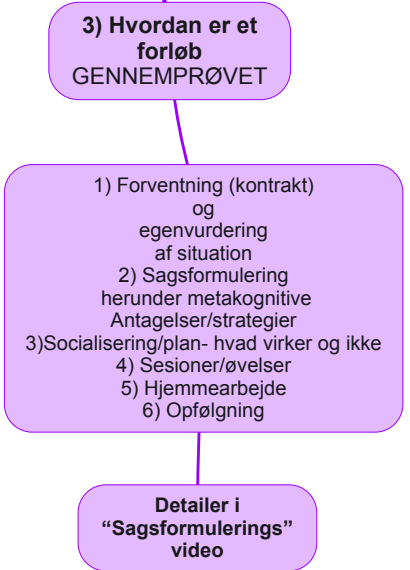 3) Hvordan er et
forløb
GENNEMPRØVET
1) Forventning (kontrakt)
og
egenvurdering
af situation
2) Sagsformulering
herunder metakognitive
Antagelser/strategier
3)Socialisering/plan- hvad virker og ikke
4) Sesioner/øvelser
5) Hjemmearbejde
6) Opfølgning
Detailer i
“Sagsformulerings”
video